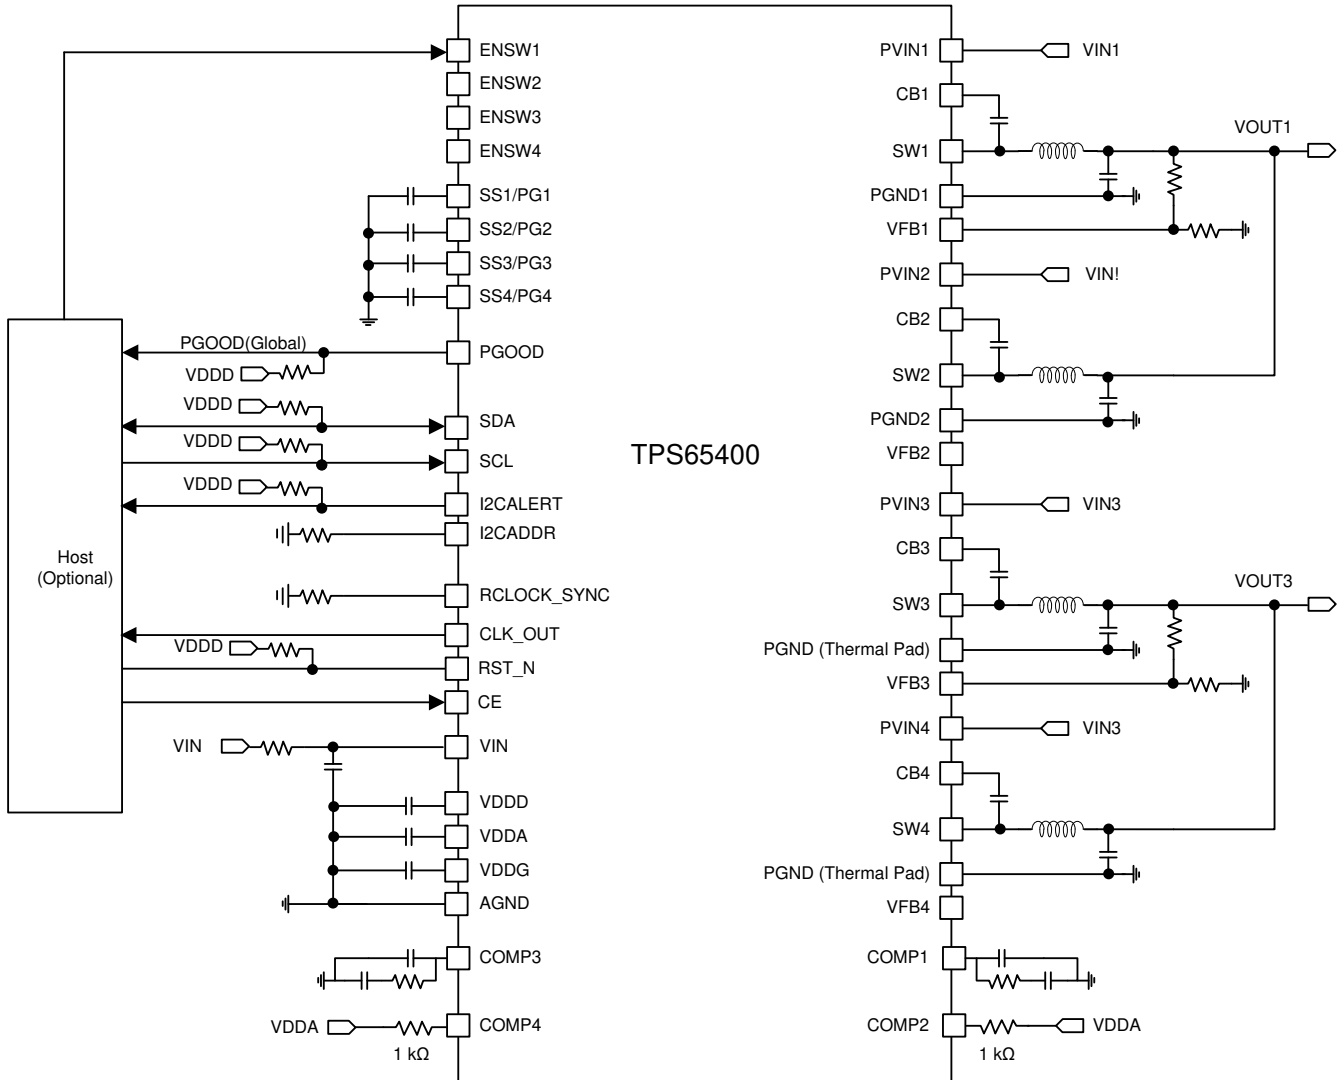 ENSW1
ENSW2
ENSW3
ENSW4
SS1/PG1
SS2/PG2
SS3/PG3
SS4/PG4
PGOOD(Global)
PGOOD
VDDD
VDDD
SDA
VDDD
SCL
VDDD
I2CALERT
I2CADDR
Host
(Optional)
RCLOCK_SYNC
CLK_OUT
VDDD
RST_N
CE
VIN
VIN
VDDD
VDDA
VDDG
AGND
COMP3
VDDA
COMP4
1 kΩ
TPS65400
PVIN1
VIN1
CB1
VOUT1
SW1
PGND1
VFB1
PVIN2
VIN!
CB2
SW2
PGND2
VFB2
PVIN3
VIN3
CB3
VOUT3
SW3
PGND (Thermal Pad)
VFB3
PVIN4
VIN3
CB4
SW4
PGND (Thermal Pad)
VFB4
COMP1
COMP2
VDDA
1 kΩ